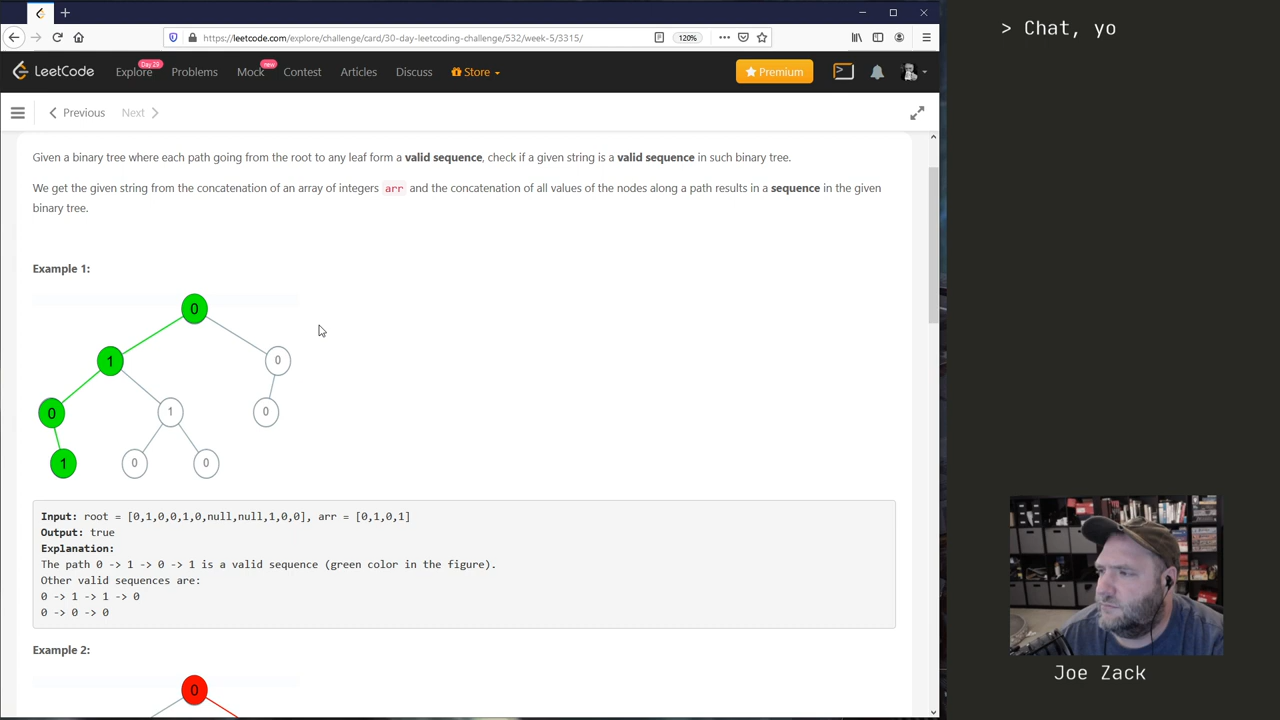 https://leetcode.com/explore/challenge/card/30-day-leetcoding-challenge/532/week-5/3315/
120%
> Chat, yo
LeetCode
Explore
Day 29
Problems
Mock
new
Contest
Articles
Discuss
Store
Premium
Previous
Next
Given a binary tree where each path going from the root to any leaf form a valid sequence, check if a given string is a valid sequence in such binary tree.
We get the given string from the concatenation of an array of integers arr and the concatenation of all values of the nodes along a path results in a sequence in the given
binary tree.
Example 1:
0
1 0
0 1 0
1 0 0
Input: root = [0,1,0,0,1,0,null,null,1,0,0], arr = [0,1,0,1]
Output: true
Explanation:
The path 0 -> 1 -> 0 -> 1 is a valid sequence (green color in the figure).
Other valid sequences are:
0 -> 1 -> 1 -> 0
0 -> 0 -> 0
Example 2:
0
Joe Zack